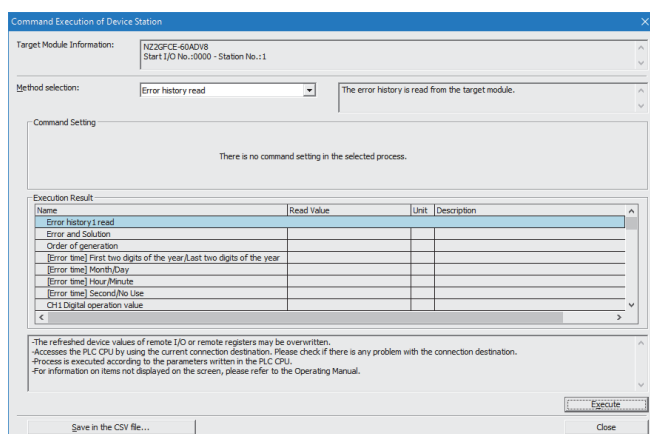 Command Execution of Device Station
Target Module Information:
NZ2GFCE-60ADV8
Start I/O No.:0000 - Station No.:1
Method selection:
Error history read
The error history is read from the target module.
Command Setting
There is no command setting in the selected process.
Execution Result
Name Read Value Unit Description
Error history1 read
Error and Solution
Order of generation
[Error time] First two digits of the year/Last two digits of the year
[Error time] Month/Day
[Error time] Hour/Minute
[Error time] Second/No Use
CH1 Digital operation value
-The refreshed device values of remote I/O or remote registers may be overwritten.
-Accesses the PLC CPU by using the current connection destination. Please check if there is any problem with the connection destination.
-Process is executed according to the parameters written in the PLC CPU.
-For information on items not displayed on the screen, please refer to the Operating Manual.
Execute
Save in the CSV file...
Close